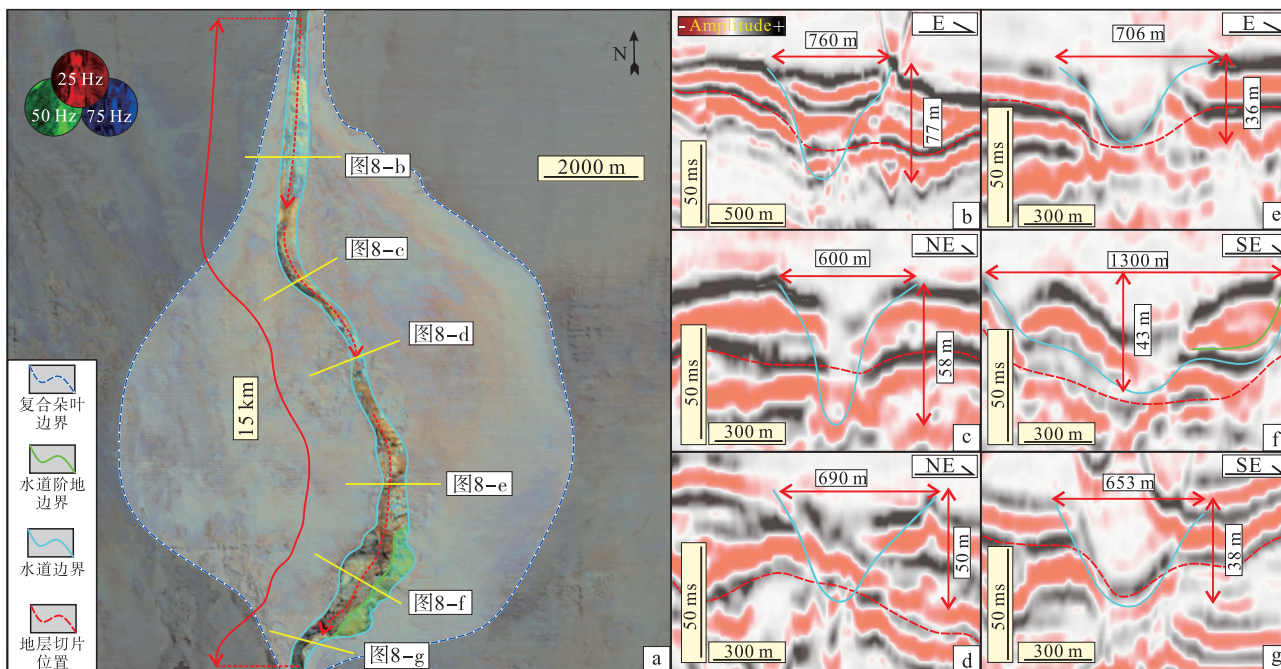 25 Hz
50 Hz
75 Hz
N
图8-b
2000 m
图8-c
图8-d
15 km
图8-e
图8-f
图8-g
a
复合朵叶
边界
水道阶地
边界
水道边界
地层切片
位置
- Amplitude +
E
760 m
77 m
50 ms
500 m
b
E
706 m
36 m
50 ms
300 m
e
NE
600 m
58 m
50 ms
300 m
c
SE
1300 m
43 m
50 ms
300 m
f
NE
690 m
50 m
50 ms
300 m
d
SE
653 m
38 m
50 ms
300 m
g